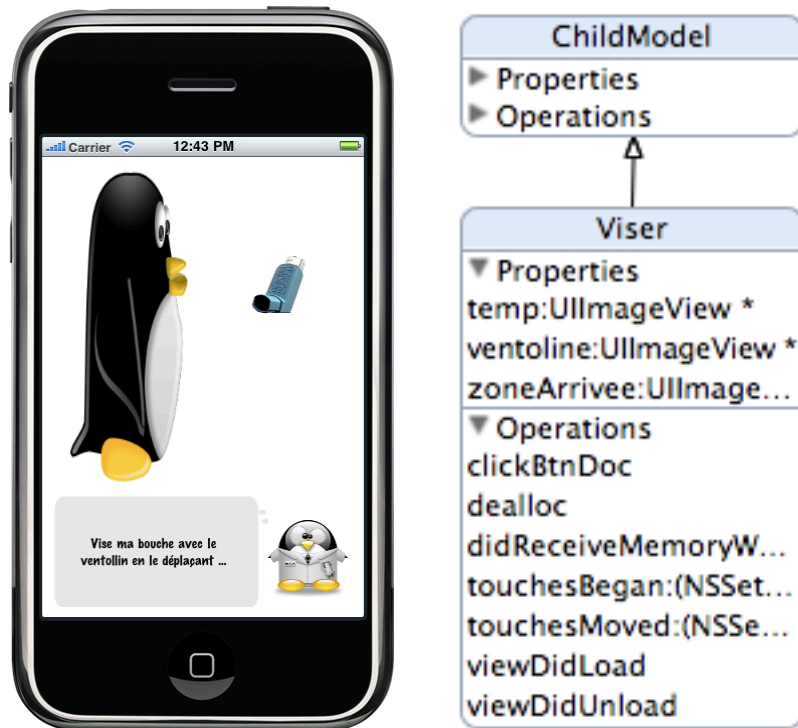 Carrier
12:43 PM
Vise ma bouche avec le
ventollin en le déplaçant ...
ChildModel
Properties
Operations
Viser
Properties
temp:UIImageView *
ventoline:UIImageView *
zoneArrivee:UIImage...
Operations
clickBtnDoc
dealloc
didReceiveMemoryW...
touchesBegan:(NSSet...
touchesMoved:(NSSe...
viewDidLoad
viewDidUnload